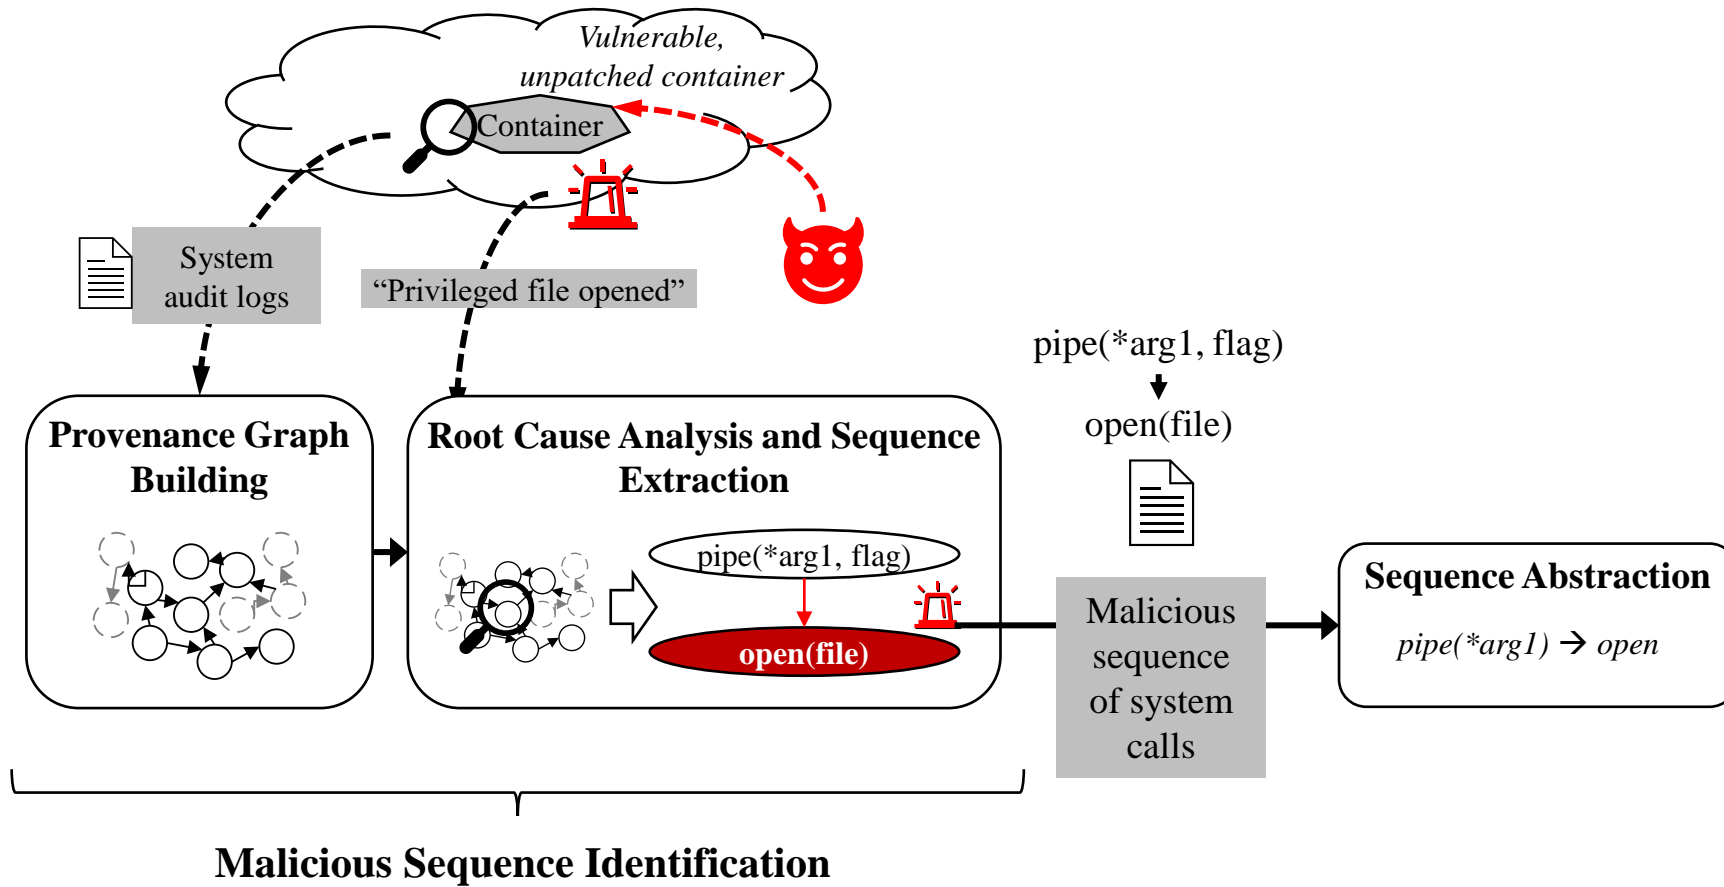 Vulnerable,
unpatched container
Container
System
audit logs
“Privileged file opened”
pipe(*arg1, flag)
open(file)
Provenance Graph
Building
Root Cause Analysis and Sequence
Extraction
pipe(*arg1, flag)
open(file)
Malicious
sequence
of system
calls
Sequence Abstraction
pipe(*arg1) → open
Malicious Sequence Identification